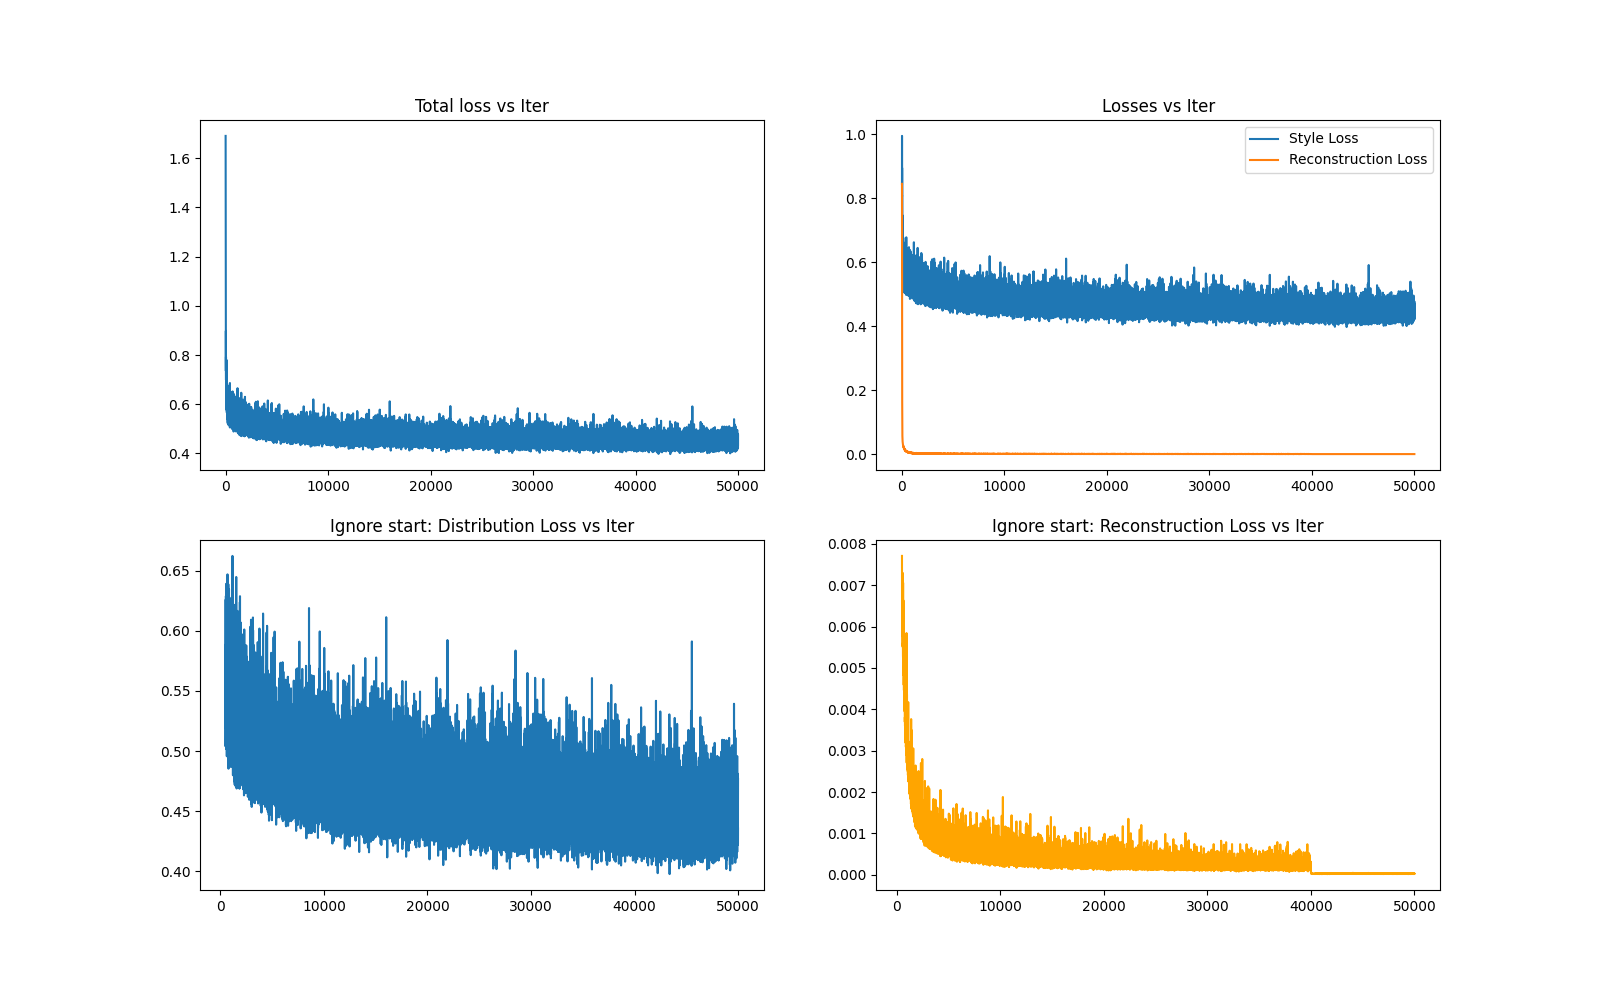 Total loss vs Iter
1.6
1.4
1.2
1.0
0.8
0.6
0.4
0 10000 20000 30000 40000 50000
Losses vs Iter
Style Loss
Reconstruction Loss
1.0
0.8
0.6
0.4
0.2
0.0
0 10000 20000 30000 40000 50000
Ignore start: Distribution Loss vs Iter
0.65
0.60
0.55
0.50
0.45
0.40
0 10000 20000 30000 40000 50000
Ignore start: Reconstruction Loss vs Iter
0.008
0.007
0.006
0.005
0.004
0.003
0.002
0.001
0.000
0 10000 20000 30000 40000 50000